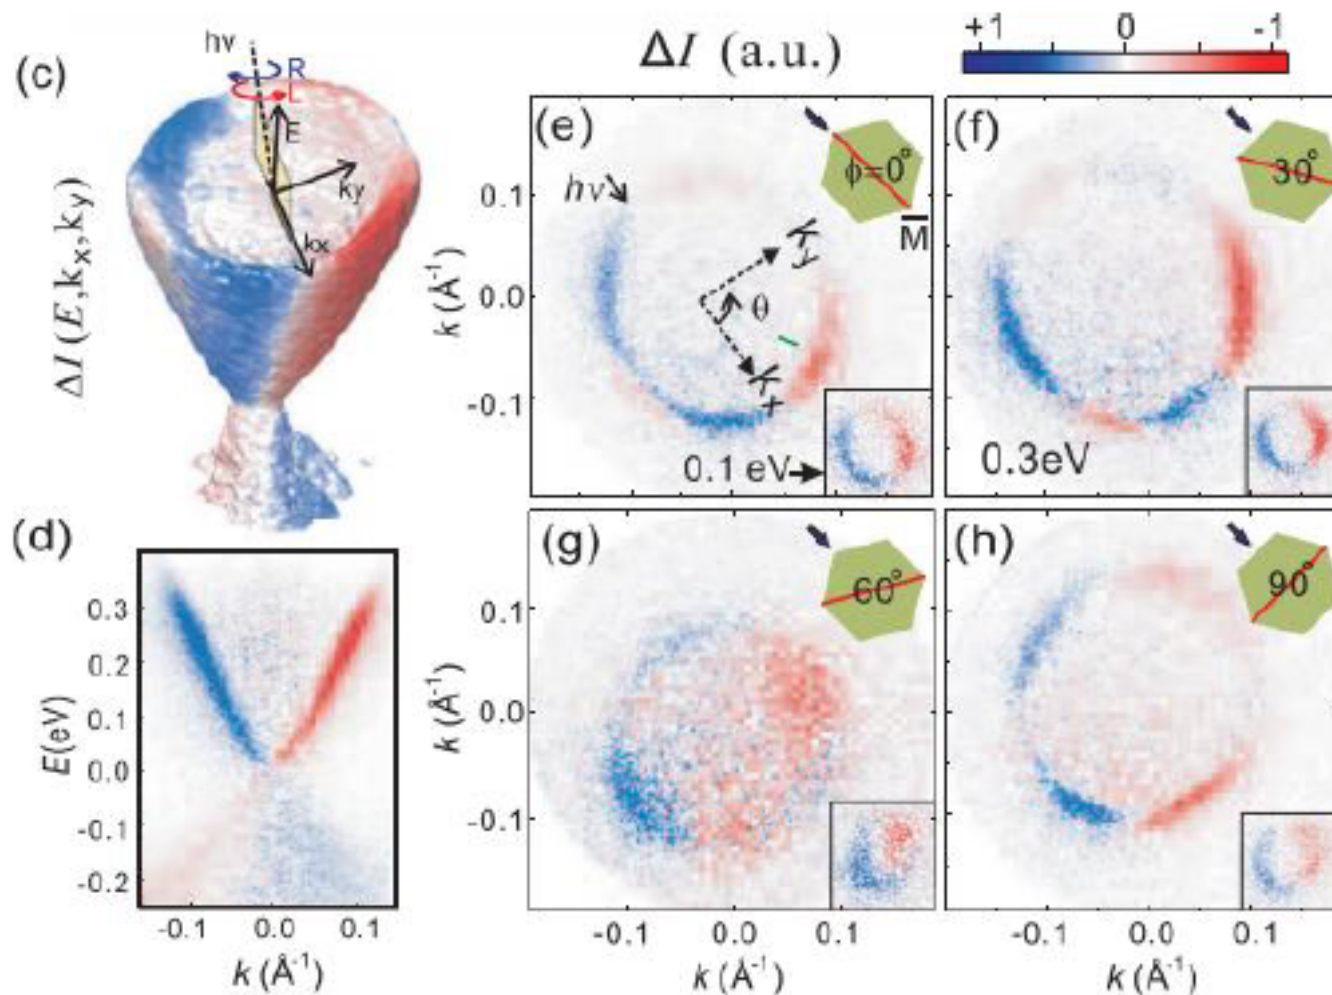 (c)
hν
R
L
E
ky
kx
ΔI (E,kx,ky)
ΔI (a.u.)
+1 0 -1
(e)
hν
ϕ=0°
M̅
Ky
θ
Kx
0.1
0.0
-0.1
k (Å⁻¹)
0.1 eV
(f)
30°
0.3eV
(d)
0.3
0.2
0.1
0.0
-0.1
-0.2
E(eV)
-0.1 0.0 0.1
k (Å⁻¹)
(g)
60°
0.1
0.0
-0.1
k (Å⁻¹)
-0.1 0.0 0.1
k (Å⁻¹)
(h)
90°
-0.1 0.0 0.1
k (Å⁻¹)